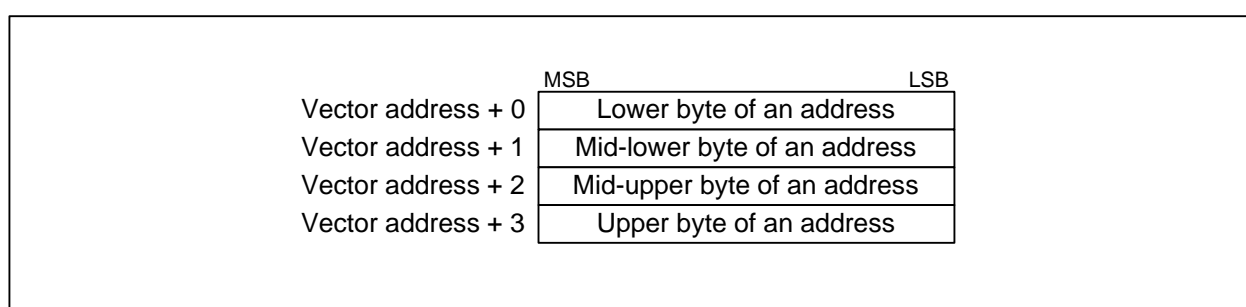 MSB LSB
Vector address + 0 Lower byte of an address
Vector address + 1 Mid-lower byte of an address
Vector address + 2 Mid-upper byte of an address
Vector address + 3 Upper byte of an address